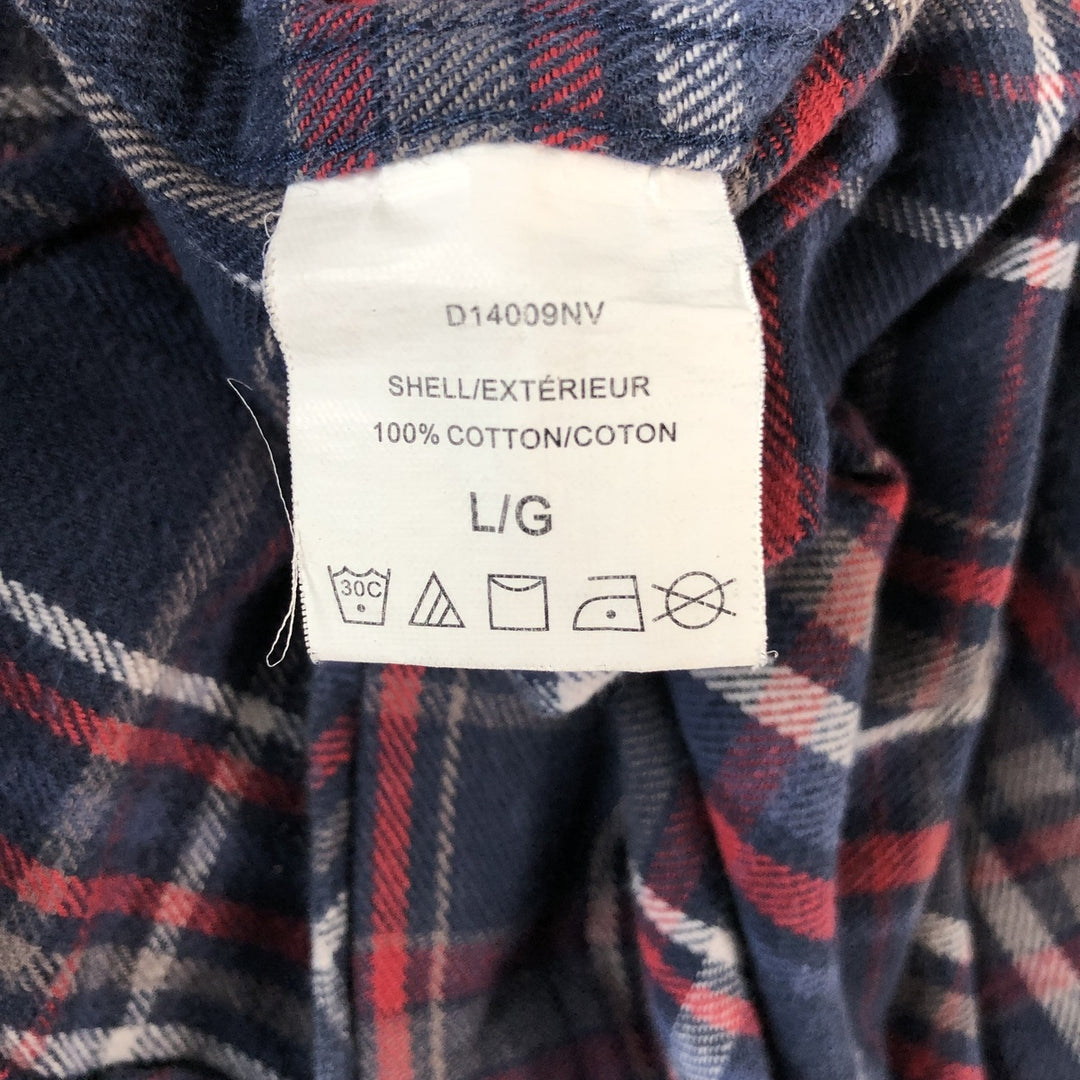 D14009NV
SHELL/EXTÉRIEUR
100% COTTON/COTON
L/G
30C